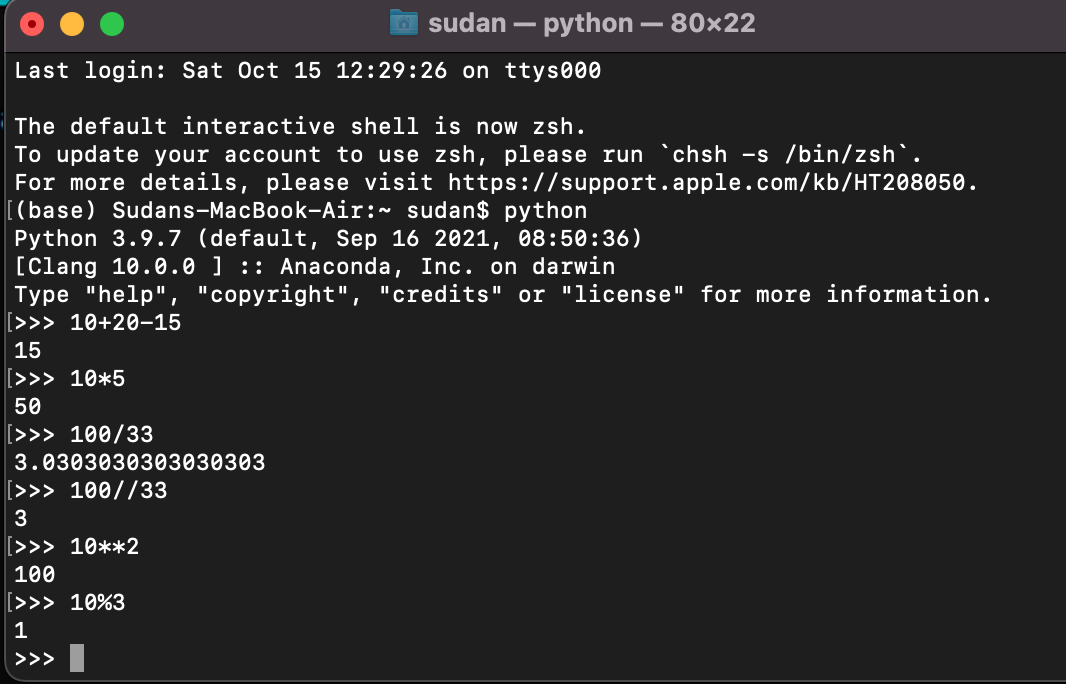 sudan — python — 80×22
Last login: Sat Oct 15 12:29:26 on ttys000
The default interactive shell is now zsh.
To update your account to use zsh, please run `chsh -s /bin/zsh`.
For more details, please visit https://support.apple.com/kb/HT208050.
[(base) Sudans-MacBook-Air:~ sudan$ python
Python 3.9.7 (default, Sep 16 2021, 08:50:36)
[Clang 10.0.0 ] :: Anaconda, Inc. on darwin
Type "help", "copyright", "credits" or "license" for more information.
[>>> 10+20-15
15
[>>> 10*5
50
[>>> 100/33
3.0303030303030303
[>>> 100//33
3
[>>> 10**2
100
[>>> 10%3
1
>>>